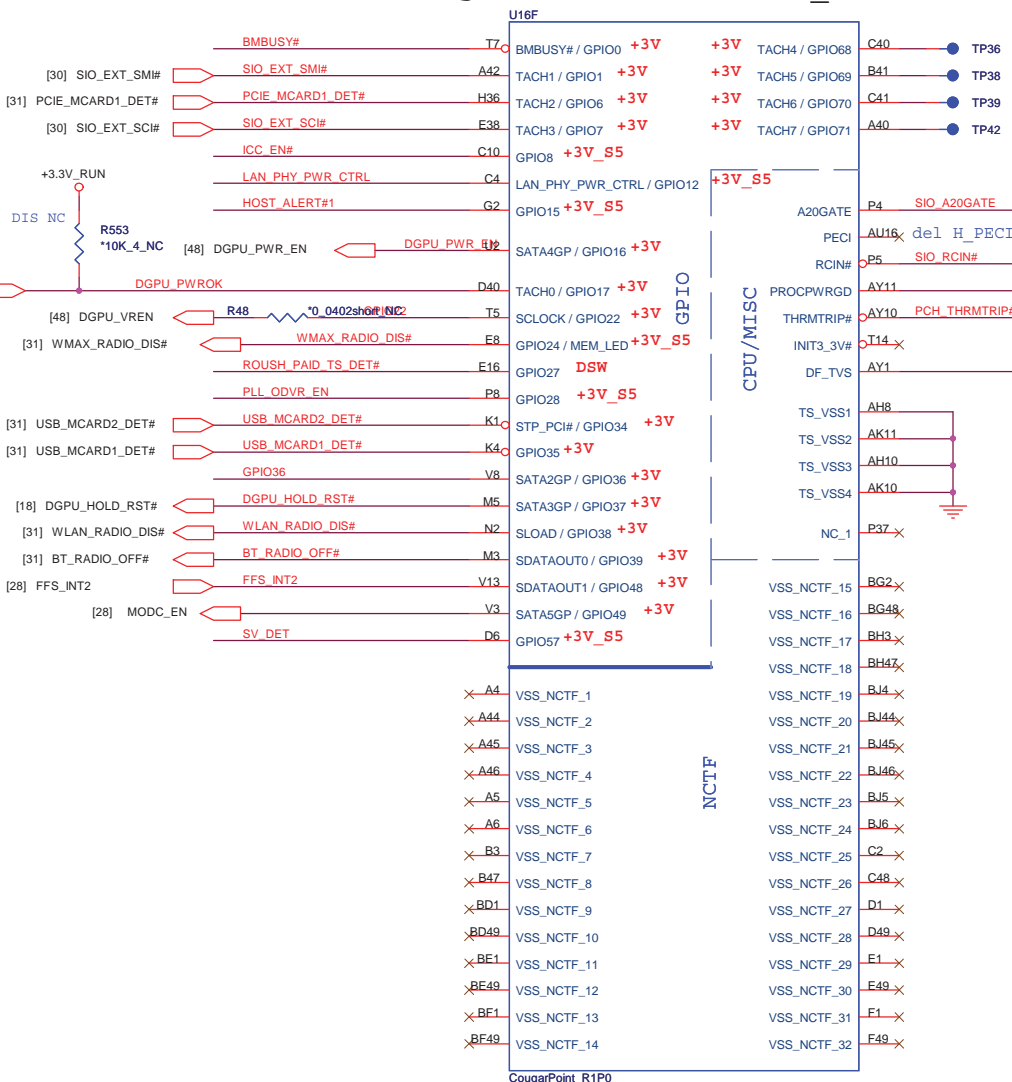 U16F
BMBUSY# T7 BMBUSY# / GPIO0 +3V +3V TACH4 / GPIO68 C40 TP36
[30] SIO_EXT_SMI# SIO_EXT_SMI# A42 TACH1 / GPIO1 +3V +3V TACH5 / GPIO69 B41 TP38
[31] PCIE_MCARD1_DET# PCIE_MCARD1_DET# H36 TACH2 / GPIO6 +3V +3V TACH6 / GPIO70 C41 TP39
[30] SIO_EXT_SCI# SIO_EXT_SCI# E38 TACH3 / GPIO7 +3V +3V TACH7 / GPIO71 A40 TP42
ICC_EN# C10 GPIO8 +3V_S5
LAN_PHY_PWR_CTRL C4 LAN_PHY_PWR_CTRL / GPIO12 +3V_S5
HOST_ALERT#1 G2 GPIO15 +3V_S5 A20GATE P4 SIO_A20GATE
+3.3V_RUN
DIS NC R553
*10K_4_NC
PECI AU16 del H_PECI
[48] DGPU_PWR_EN DGPU_PWR_EN U2 SATA4GP / GPIO16 +3V
RCIN# P5 SIO_RCIN#
DGPU_PWROK D40 TACH0 / GPIO17 +3V GPIO CPU/MISC PROCPWRGD AY11
[48] DGPU_VREN R48 *0_0402short_NC GPIO22 T5 SCLOCK / GPIO22 +3V THRMTRIP# AY10 PCH_THRMTRIP#
[31] WMAX_RADIO_DIS# WMAX_RADIO_DIS# E8 GPIO24 / MEM_LED +3V_S5 INIT3_3V# T14
ROUSH_PAID_TS_DET# E16 GPIO27 DSW DF_TVS AY1
PLL_ODVR_EN P8 GPIO28 +3V_S5
TS_VSS1 AH8
[31] USB_MCARD2_DET# USB_MCARD2_DET# K1 STP_PCI# / GPIO34 +3V
TS_VSS2 AK11
[31] USB_MCARD1_DET# USB_MCARD1_DET# K4 GPIO35 +3V
TS_VSS3 AH10
GPIO36 V8 SATA2GP / GPIO36 +3V
TS_VSS4 AK10
[18] DGPU_HOLD_RST# DGPU_HOLD_RST# M5 SATA3GP / GPIO37 +3V
[31] WLAN_RADIO_DIS# WLAN_RADIO_DIS# N2 SLOAD / GPIO38 +3V NC_1 P37
[31] BT_RADIO_OFF# BT_RADIO_OFF# M3 SDATAOUT0 / GPIO39 +3V
[28] FFS_INT2 FFS_INT2 V13 SDATAOUT1 / GPIO48 +3V VSS_NCTF_15 BG2
[28] MODC_EN V3 SATA5GP / GPIO49 +3V VSS_NCTF_16 BG48
SV_DET D6 GPIO57 +3V_S5 VSS_NCTF_17 BH3
VSS_NCTF_18 BH47
A4 VSS_NCTF_1 VSS_NCTF_19 BJ4
A44 VSS_NCTF_2 VSS_NCTF_20 BJ44
A45 VSS_NCTF_3 VSS_NCTF_21 BJ45
A46 VSS_NCTF_4 NCTF VSS_NCTF_22 BJ46
A5 VSS_NCTF_5 VSS_NCTF_23 BJ5
A6 VSS_NCTF_6 VSS_NCTF_24 BJ6
B3 VSS_NCTF_7 VSS_NCTF_25 C2
B47 VSS_NCTF_8 VSS_NCTF_26 C48
BD1 VSS_NCTF_9 VSS_NCTF_27 D1
BD49 VSS_NCTF_10 VSS_NCTF_28 D49
BE1 VSS_NCTF_11 VSS_NCTF_29 E1
BE49 VSS_NCTF_12 VSS_NCTF_30 E49
BF1 VSS_NCTF_13 VSS_NCTF_31 F1
BF49 VSS_NCTF_14 VSS_NCTF_32 F49
CougarPoint_R1P0